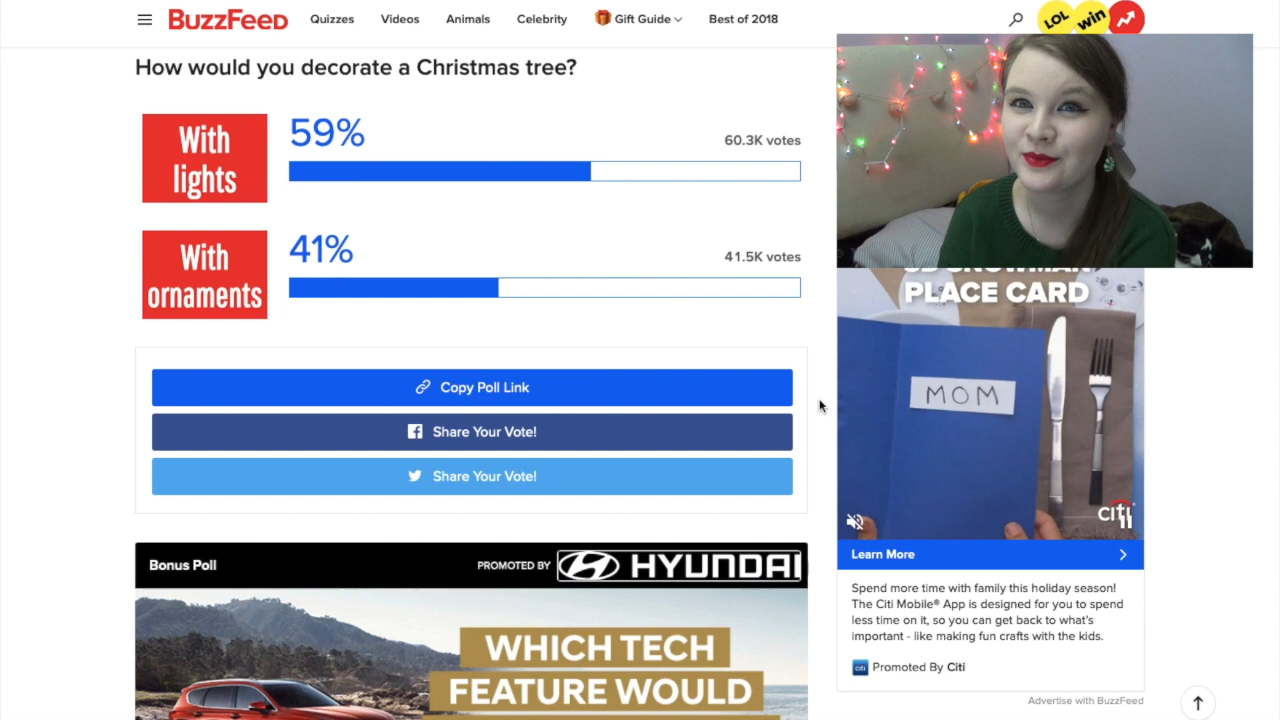 BuzzFeed
Quizzes
Videos
Animals
Celebrity
Gift Guide
Best of 2018
LOL
win
How would you decorate a Christmas tree?
With
lights
59%
60.3K votes
With
ornaments
41%
41.5K votes
Copy Poll Link
Share Your Vote!
Share Your Vote!
Bonus Poll
PROMOTED BY
HYUNDAI
WHICH TECH
FEATURE WOULD
PLACE CARD
MOM
citi
Learn More
Spend more time with family this holiday season!
The Citi Mobile® App is designed for you to spend
less time on it, so you can get back to what's
important - like making fun crafts with the kids.
citi
Promoted By Citi
Advertise with BuzzFeed